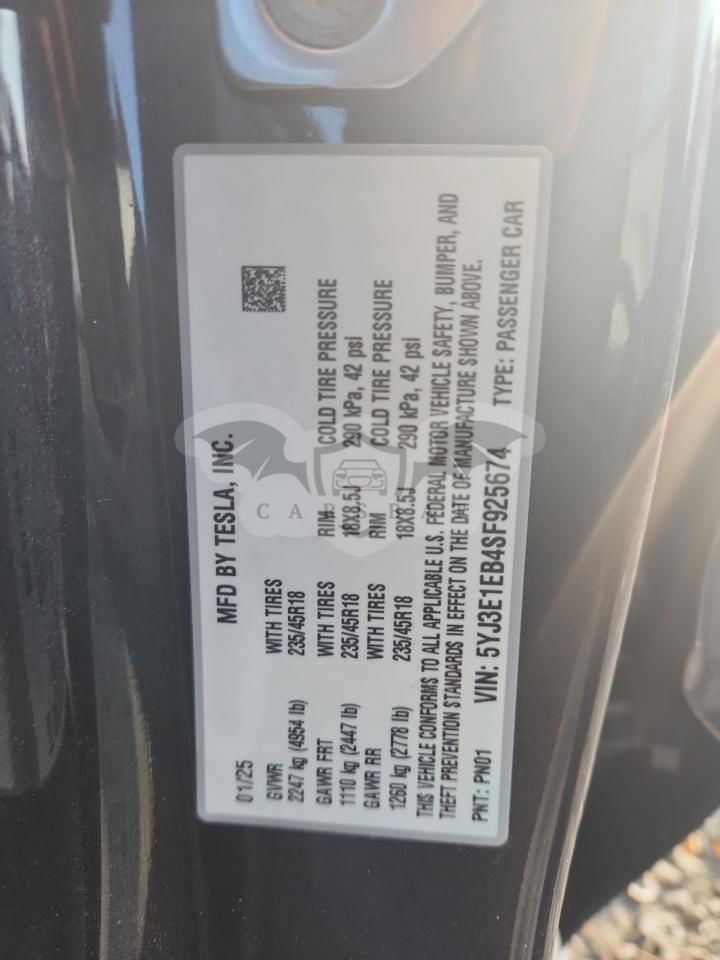 MFD BY TESLA, INC.
01/25
GVWR WITH TIRES
2247 kg (4954 lb) 235/45R18
GAWR FRT WITH TIRES RIM COLD TIRE PRESSURE
1110 kg (2447 lb) 235/45R18 18X8.5J 290 kPa, 42 psi
GAWR RR WITH TIRES RIM COLD TIRE PRESSURE
1260 kg (2778 lb) 235/45R18 18X8.5J 290 kPa, 42 psi
THIS VEHICLE CONFORMS TO ALL APPLICABLE U.S. FEDERAL MOTOR VEHICLE SAFETY, BUMPER, AND
THEFT PREVENTION STANDARDS IN EFFECT ON THE DATE OF MANUFACTURE SHOWN ABOVE.
PNT: PN01 VIN: 5YJ3E1EB4SF925674 TYPE: PASSENGER CAR